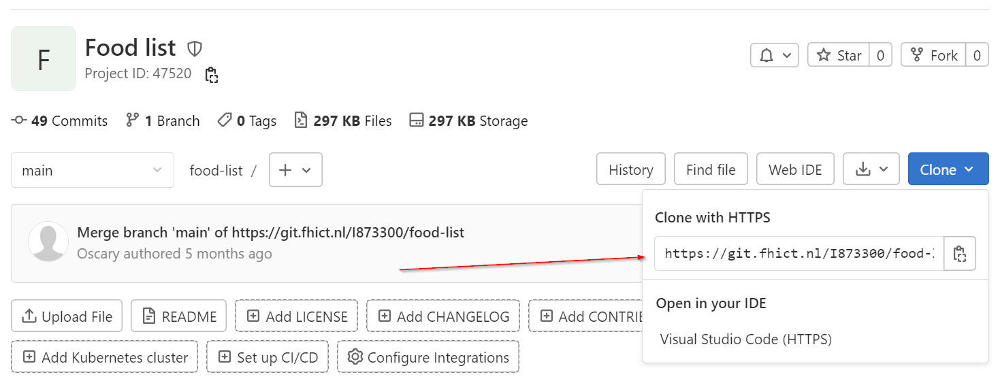 F
Food list
Project ID: 47520
Star 0
Fork 0
49 Commits 1 Branch 0 Tags 297 KB Files 297 KB Storage
main
food-list /
History
Find file
Web IDE
Clone
Merge branch 'main' of https://git.fhict.nl/I873300/food-list
Oscary authored 5 months ago
Clone with HTTPS
https://git.fhict.nl/I873300/food-
Open in your IDE
Visual Studio Code (HTTPS)
Upload File
README
Add LICENSE
Add CHANGELOG
Add CONTRI
Add Kubernetes cluster
Set up CI/CD
Configure Integrations